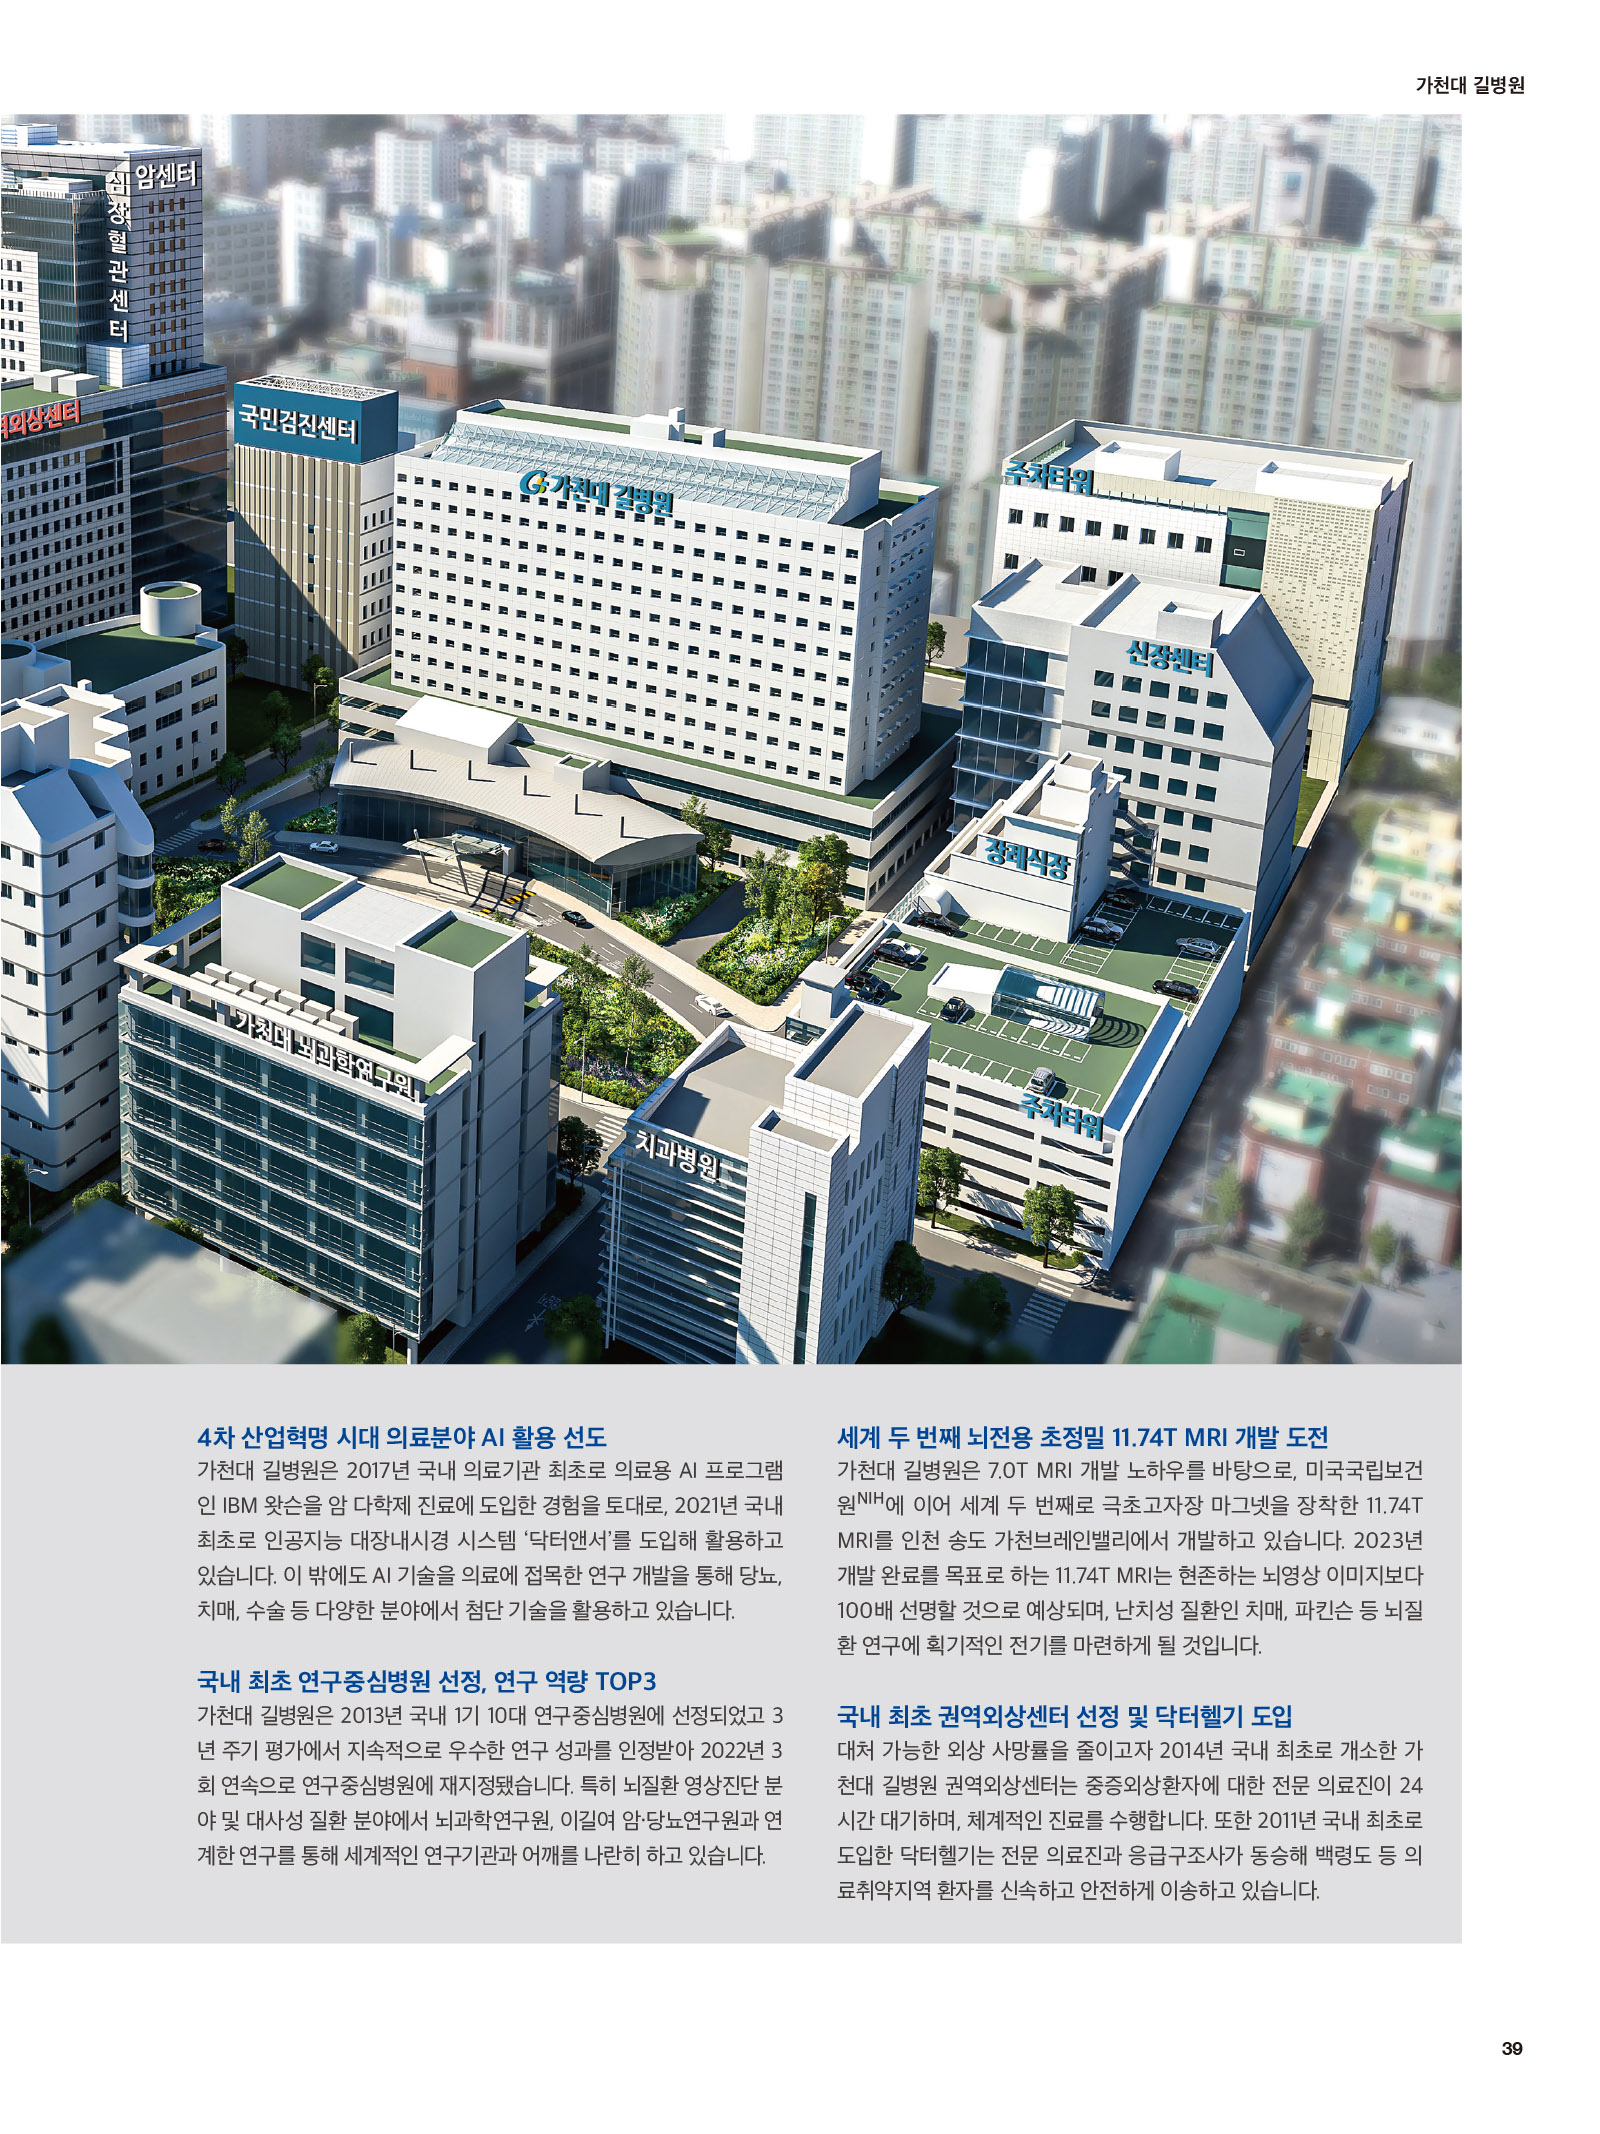 가천대 길병원
암센터
심장혈관센터
외상센터
국민검진센터
가천대 길병원
주차타워
신장센터
장례식장
가천대 뇌과학연구원
치과병원
주차타워
4차 산업혁명 시대 의료분야 AI 활용 선도
가천대 길병원은 2017년 국내 의료기관 최초로 의료용 AI 프로그램
인 IBM 왓슨을 암 다학제 진료에 도입한 경험을 토대로, 2021년 국내
최초로 인공지능 대장내시경 시스템 ‘닥터앤서’를 도입해 활용하고
있습니다. 이 밖에도 AI 기술을 의료에 접목한 연구 개발을 통해 당뇨,
치매, 수술 등 다양한 분야에서 첨단 기술을 활용하고 있습니다.
국내 최초 연구중심병원 선정, 연구 역량 TOP3
가천대 길병원은 2013년 국내 1기 10대 연구중심병원에 선정되었고 3
년 주기 평가에서 지속적으로 우수한 연구 성과를 인정받아 2022년 3
회 연속으로 연구중심병원에 재지정됐습니다. 특히 뇌질환 영상진단 분
야 및 대사성 질환 분야에서 뇌과학연구원, 이길여 암·당뇨연구원과 연
계한 연구를 통해 세계적인 연구기관과 어깨를 나란히 하고 있습니다.
세계 두 번째 뇌전용 초정밀 11.74T MRI 개발 도전
가천대 길병원은 7.0T MRI 개발 노하우를 바탕으로, 미국국립보건
원NIH에 이어 세계 두 번째로 극초고자장 마그넷을 장착한 11.74T
MRI를 인천 송도 가천브레인밸리에서 개발하고 있습니다. 2023년
개발 완료를 목표로 하는 11.74T MRI는 현존하는 뇌영상 이미지보다
100배 선명할 것으로 예상되며, 난치성 질환인 치매, 파킨슨 등 뇌질
환 연구에 획기적인 전기를 마련하게 될 것입니다.
국내 최초 권역외상센터 선정 및 닥터헬기 도입
대처 가능한 외상 사망률을 줄이고자 2014년 국내 최초로 개소한 가
천대 길병원 권역외상센터는 중증외상환자에 대한 전문 의료진이 24
시간 대기하며, 체계적인 진료를 수행합니다. 또한 2011년 국내 최초로
도입한 닥터헬기는 전문 의료진과 응급구조사가 동승해 백령도 등 의
료취약지역 환자를 신속하고 안전하게 이송하고 있습니다.
39